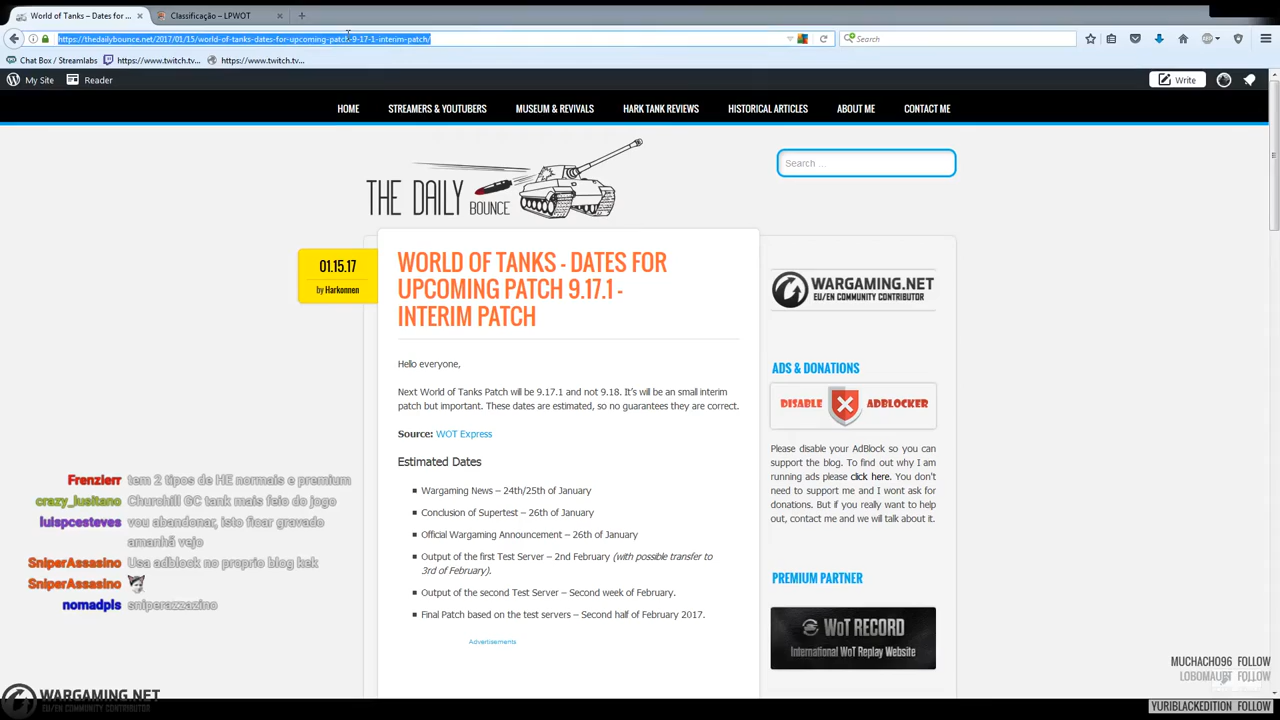 World of Tanks – Dates for ...
Classificação – LPWOT
https://thedailybounce.net/2017/01/15/world-of-tanks-dates-for-upcoming-patch-9-17-1-interim-patch/
Search
Chat Box / Streamlabs
https://www.twitch.tv...
https://www.twitch.tv...
My Site
Reader
Write
HOME
STREAMERS & YOUTUBERS
MUSEUM & REVIVALS
HARK TANK REVIEWS
HISTORICAL ARTICLES
ABOUT ME
CONTACT ME
THE DAILY
BOUNCE
Search ...
01.15.17
by Harkonnen
WORLD OF TANKS - DATES FOR
UPCOMING PATCH 9.17.1 -
INTERIM PATCH
Hello everyone,
Next World of Tanks Patch will be 9.17.1 and not 9.18. It's will be an small interim
patch but important. These dates are estimated, so no guarantees they are correct.
Source: WOT Express
Estimated Dates
Wargaming News – 24th/25th of January
Conclusion of Supertest – 26th of January
Official Wargaming Announcement – 26th of January
Output of the first Test Server – 2nd February (with possible transfer to
3rd of February).
Output of the second Test Server – Second week of February.
Final Patch based on the test servers – Second half of February 2017.
Advertisements
WARGAMING.NET
EU/EN COMMUNITY CONTRIBUTOR
ADS & DONATIONS
DISABLE ADBLOCKER
Please disable your AdBlock so you can
support the blog. To find out why I am
running ads please click here. You don't
need to support me and I wont ask for
donations. But if you really want to help
out, contact me and we will talk about it.
PREMIUM PARTNER
WOT RECORD
International WoT Replay Website
Frenzierr tem 2 tipos de HE normais e premium
crazy_lusitano Churchill GC tank mais feio do jogo
luispcesteves vou abandonar, isto ficar gravado
amanhã vejo
SniperAssasino Usa adblock no proprio blog kek
SniperAssasino
nomadpls sniperazzazino
WARGAMING.NET
EU/EN COMMUNITY CONTRIBUTOR
MUCHACHO96 FOLLOW
LOBOMAUPT FOLLOW
YURIBLACKEDITION FOLLOW